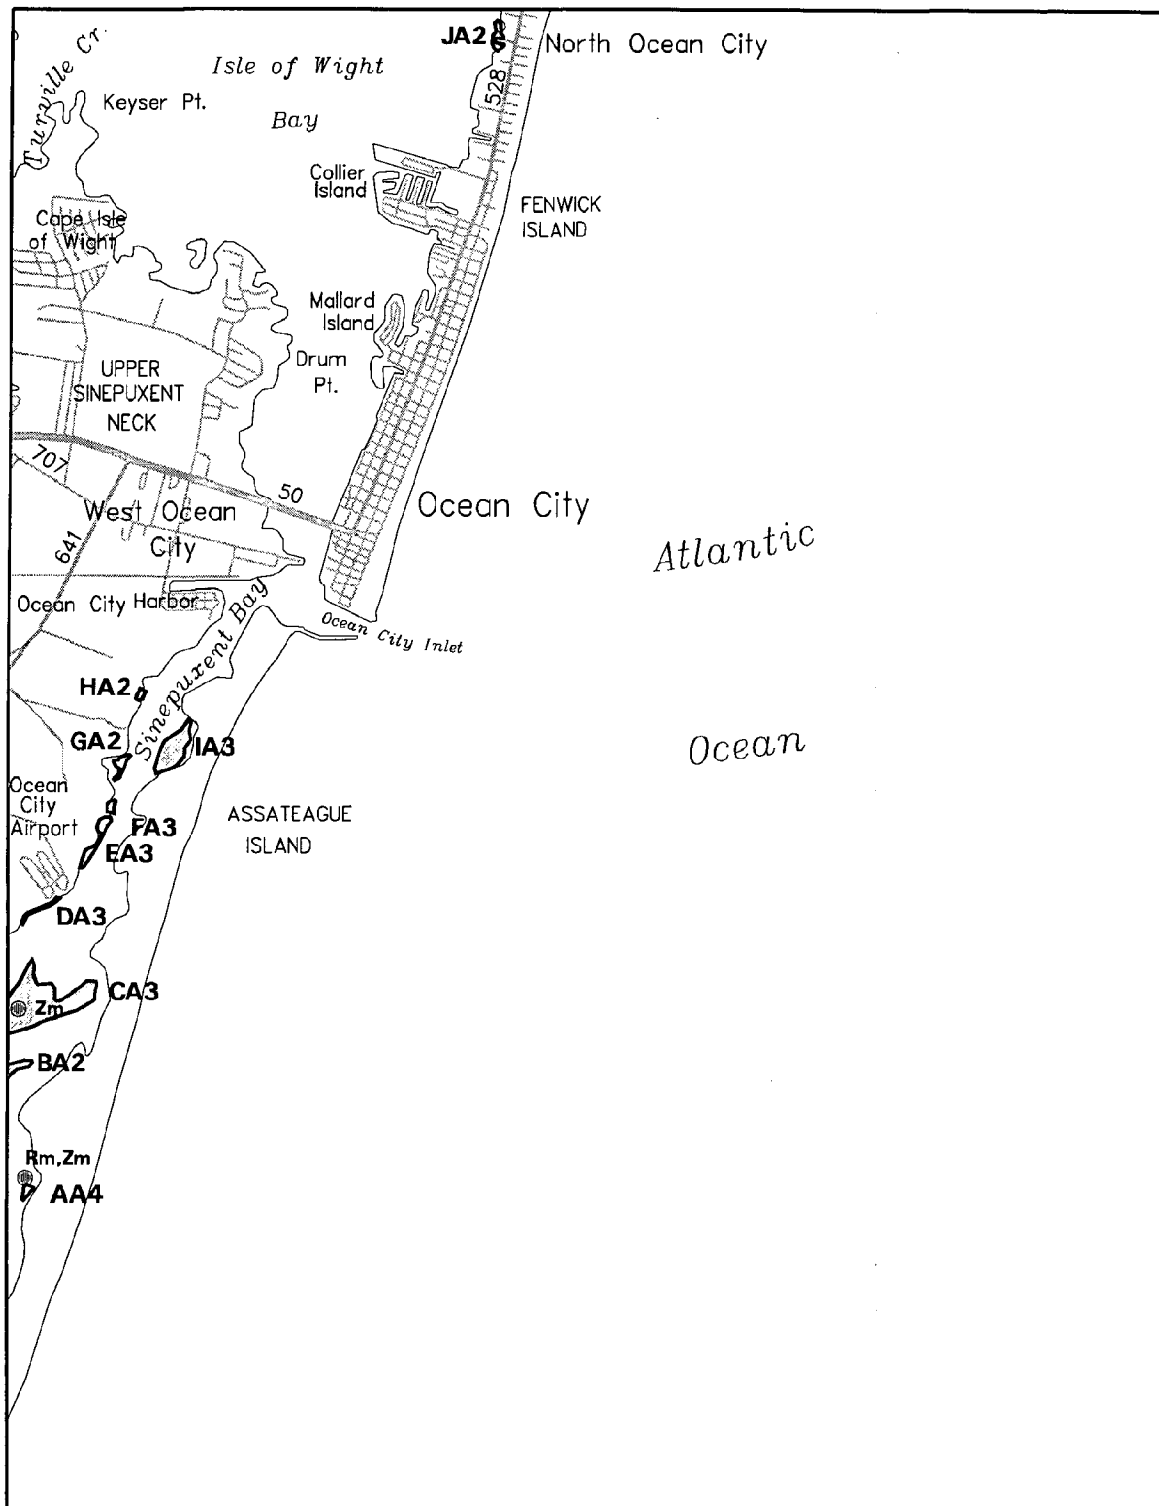 JA2
North Ocean City
Turville Cr.
Isle of Wight
Bay
Keyser Pt.
528
Collier
Island
FENWICK
ISLAND
Cape Isle
of Wight
Mallard
Island
Drum
Pt.
UPPER
SINEPUXENT
NECK
707
50
Ocean City
West Ocean
City
641
Atlantic
Ocean City Harbor
Sinepuxent Bay
Ocean City Inlet
HA2
GA2
IA3
Ocean
Ocean
City
Airport
FA3
EA3
ASSATEAGUE
ISLAND
DA3
CA3
Zm
BA2
Rm,Zm
AA4